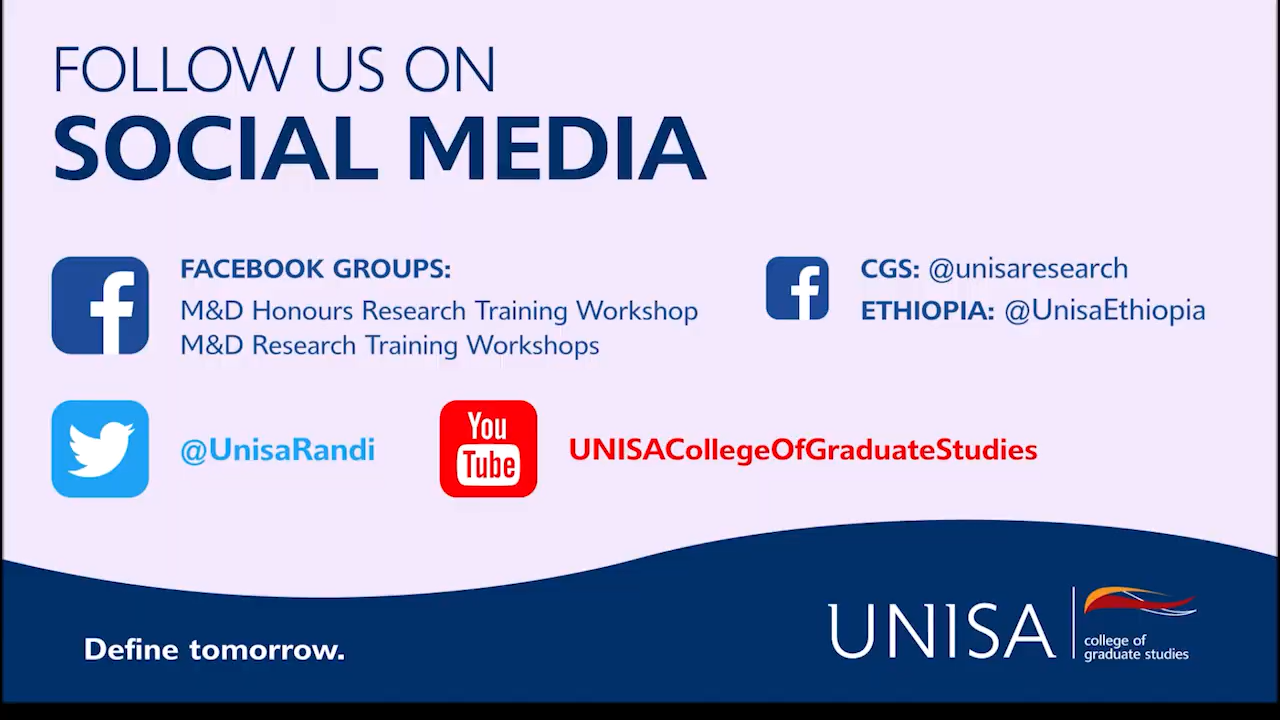 FOLLOW US ON
SOCIAL MEDIA
FACEBOOK GROUPS:
M&D Honours Research Training Workshop
M&D Research Training Workshops
CGS: @unisaresearch
ETHIOPIA: @UnisaEthiopia
@UnisaRandi
You
Tube
UNISACollegeOfGraduateStudies
Define tomorrow.
UNISA
college of
graduate studies